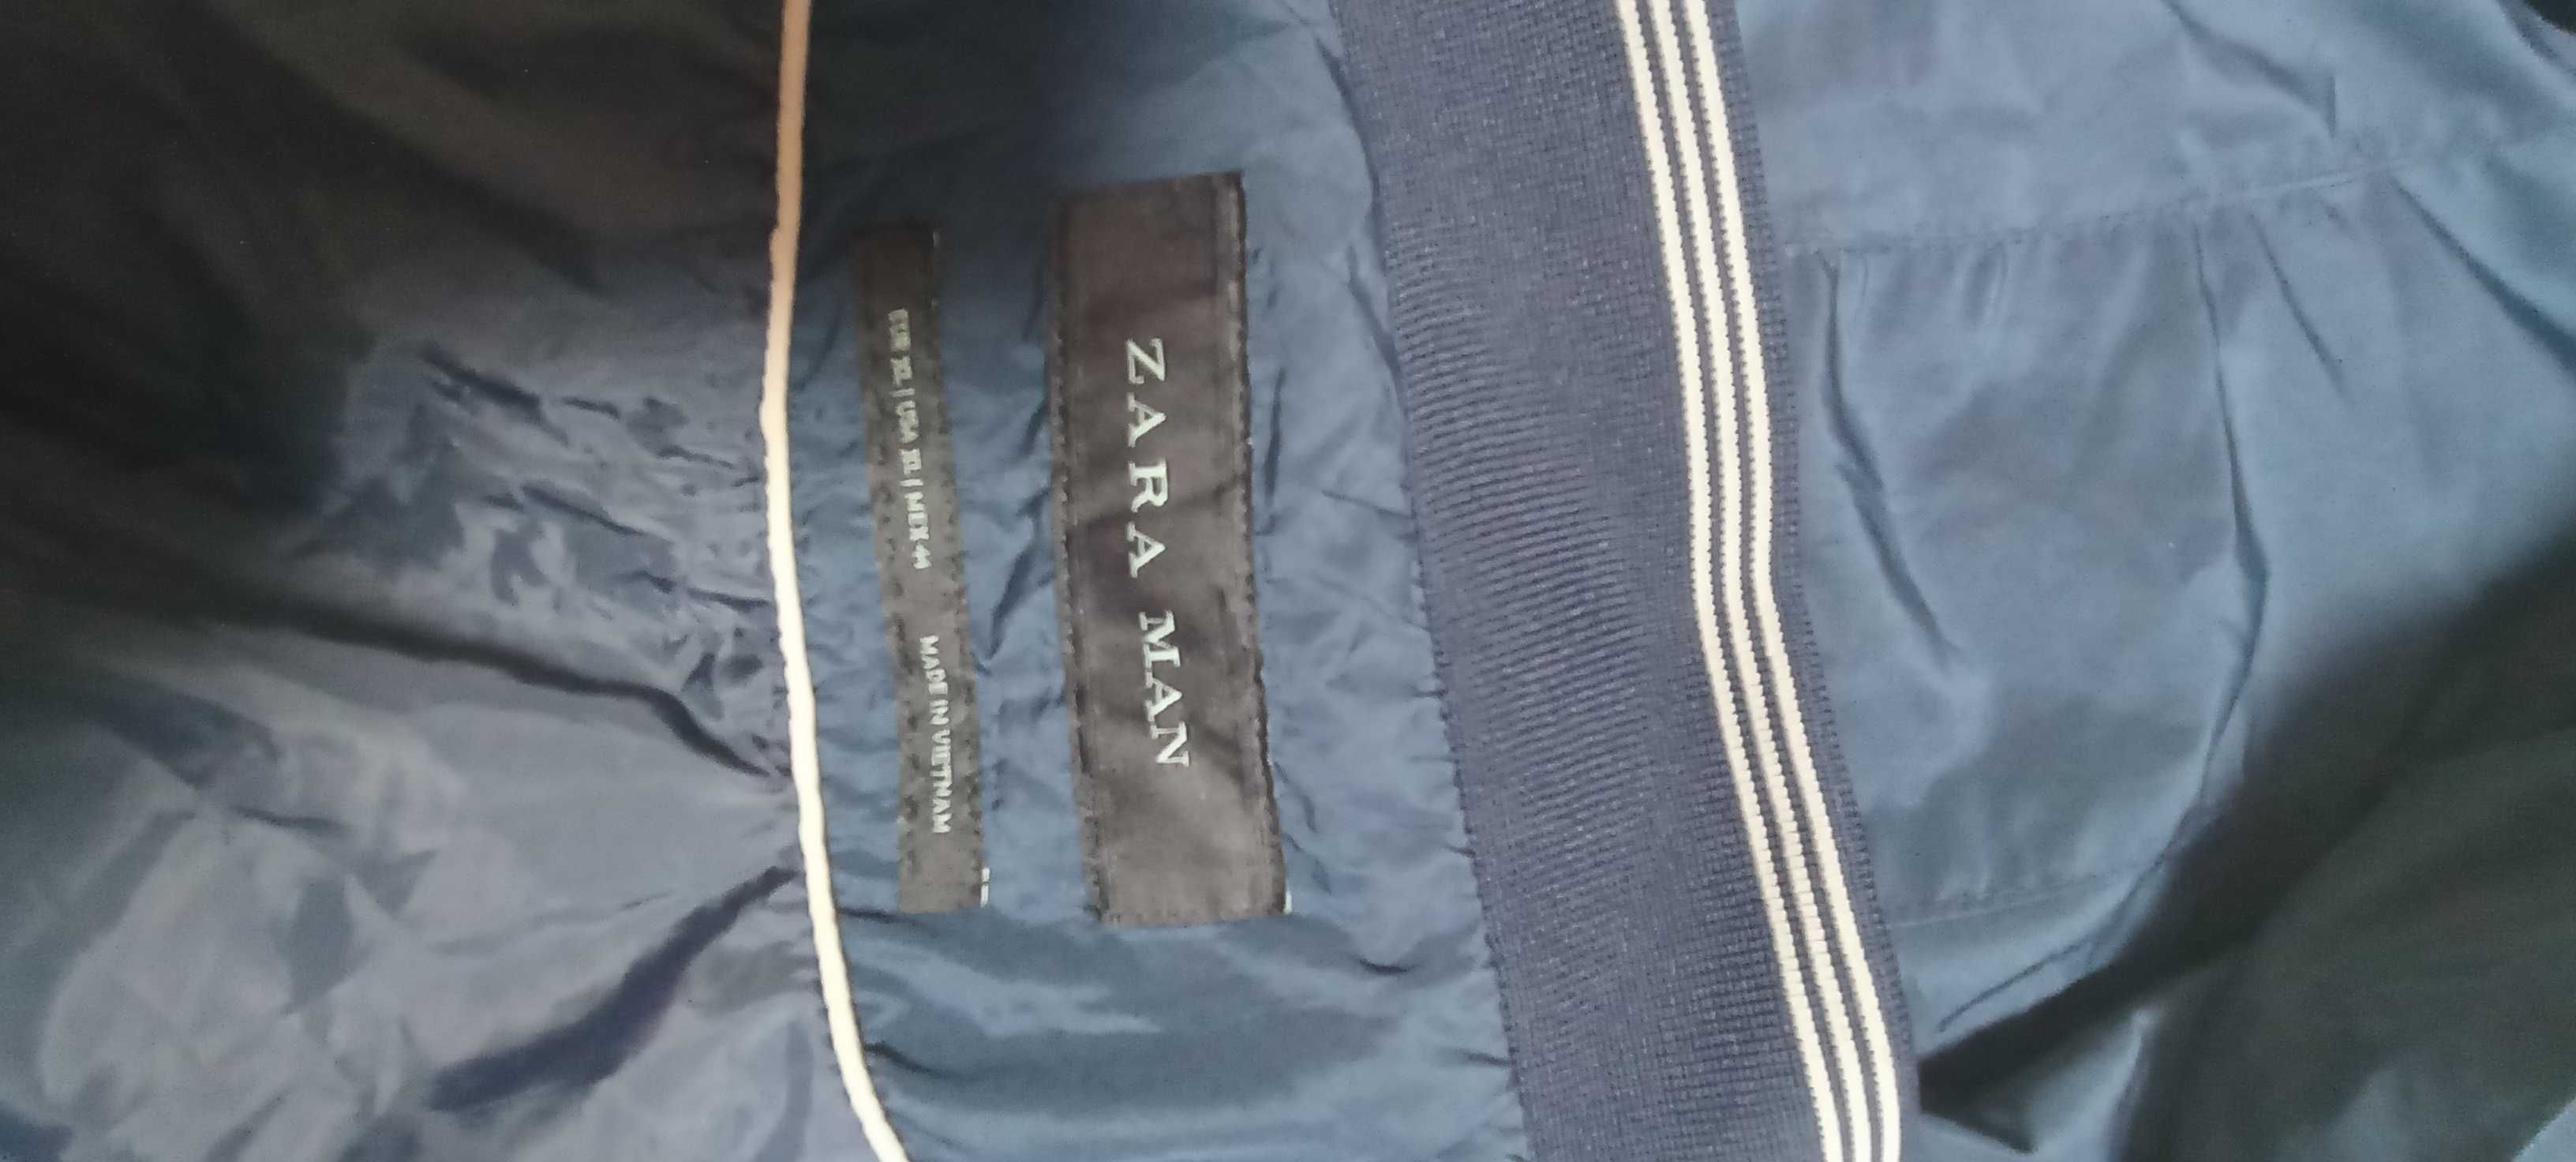 ZARA MAN
EUR XL | USA XL | MEX 44 MADE IN VIETNAM